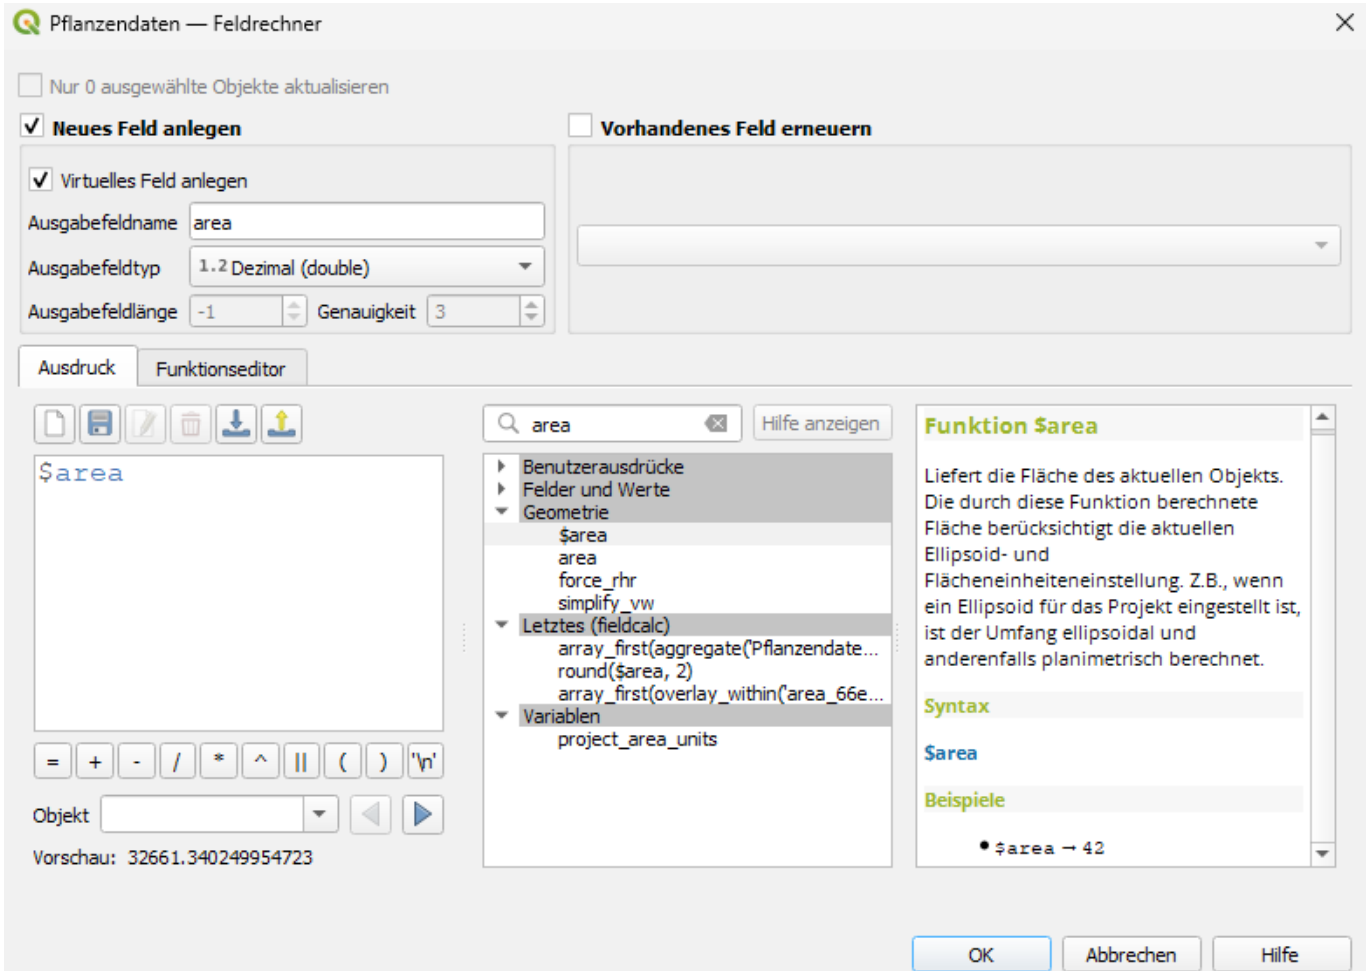 Pflanzendaten — Feldrechner
Nur 0 ausgewählte Objekte aktualisieren
Neues Feld anlegen
Vorhandenes Feld erneuern
Virtuelles Feld anlegen
Ausgabefeldname area
Ausgabefeldtyp 1.2 Dezimal (double)
Ausgabefeldlänge -1 Genauigkeit 3
Ausdruck Funktionseditor
$area
= + - / * ^ || ( ) '\n'
Objekt
Vorschau: 32661.340249954723
area Hilfe anzeigen
Benutzerausdrücke
Felder und Werte
Geometrie
$area
area
force_rhr
simplify_vw
Letztes (fieldcalc)
array_first(aggregate('Pflanzendate...
round($area, 2)
array_first(overlay_within('area_66e...
Variablen
project_area_units
Funktion $area
Liefert die Fläche des aktuellen Objekts.
Die durch diese Funktion berechnete
Fläche berücksichtigt die aktuellen
Ellipsoid- und
Flächeneinheiteneinstellung. Z.B., wenn
ein Ellipsoid für das Projekt eingestellt ist,
ist der Umfang ellipsoidal und
anderenfalls planimetrisch berechnet.
Syntax
$area
Beispiele
• $area → 42
OK Abbrechen Hilfe